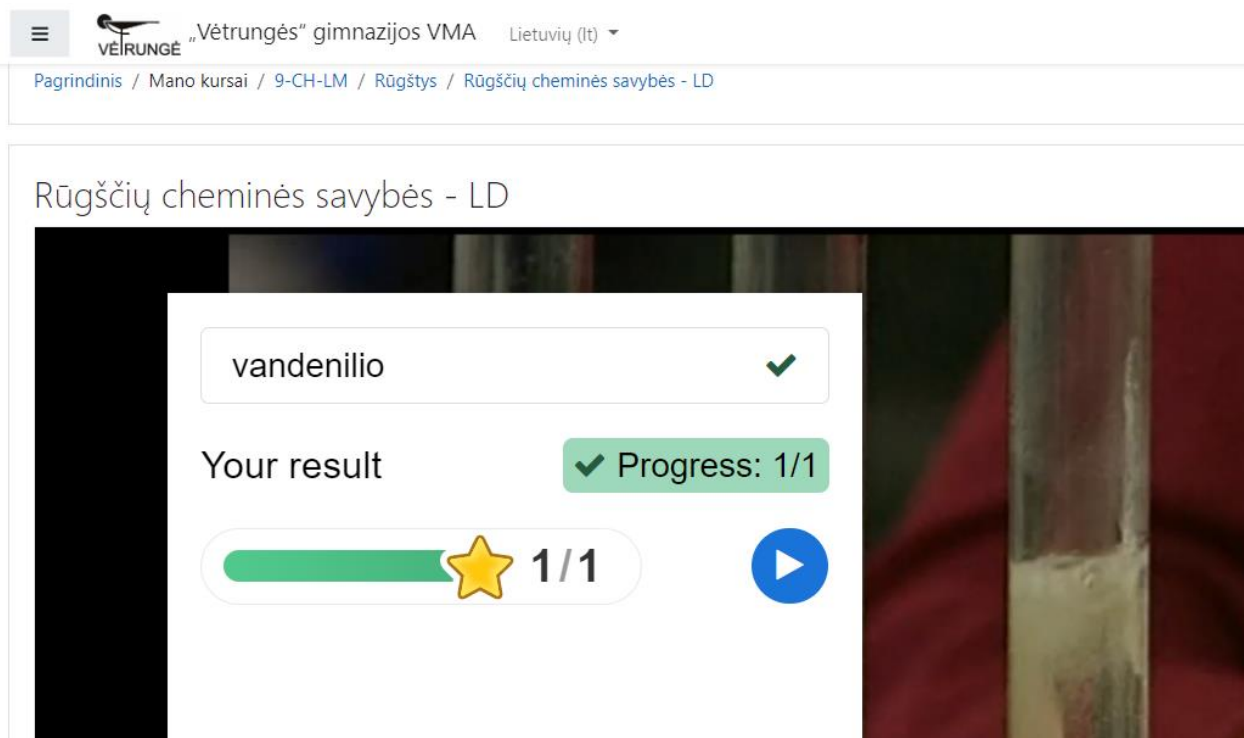 VĖTRUNGĖ „Vėtrungės“ gimnazijos VMA Lietuvių (lt)
Pagrindinis / Mano kursai / 9-CH-LM / Rūgštys / Rūgščių cheminės savybės - LD
Rūgščių cheminės savybės - LD
vandenilio
Your result Progress: 1/1
1/1